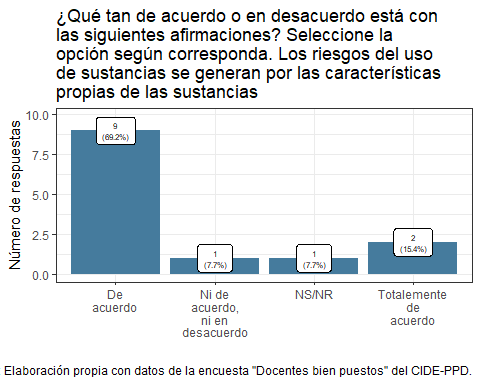 ¿Qué tan de acuerdo o en desacuerdo está con
las siguientes afirmaciones? Seleccione la
opción según corresponda. Los riesgos del uso
de sustancias se generan por las características
propias de las sustancias
Número de respuestas
10.0
7.5
5.0
2.5
0.0
9
(69.2%)
1
(7.7%)
1
(7.7%)
2
(15.4%)
De
acuerdo
Ni de
acuerdo,
ni en
desacuerdo
NS/NR
Totalemente
de
acuerdo
Elaboración propia con datos de la encuesta "Docentes bien puestos" del CIDE-PPD.